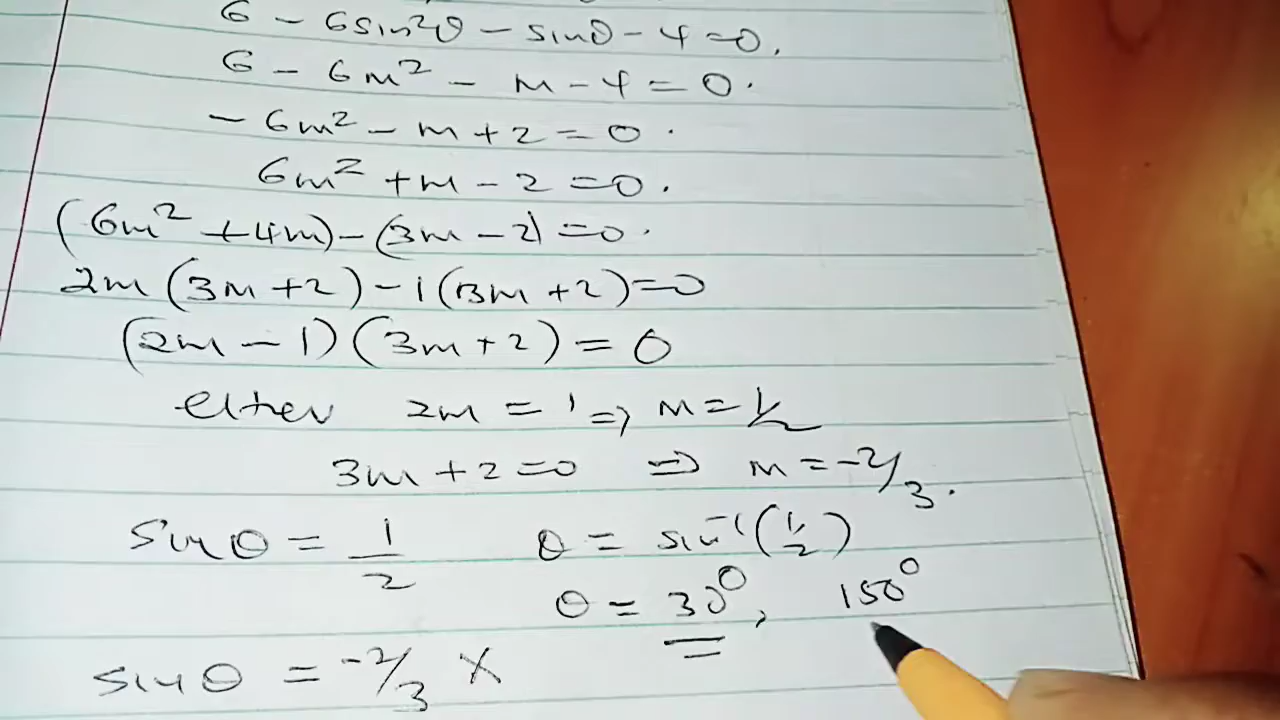 6 - 6sin²θ - sinθ - 4 = 0.
6 - 6m² - m - 4 = 0.
- 6m² - m + 2 = 0.
6m² + m - 2 = 0.
(6m² + 4m) - (3m - 2) = 0.
2m (3m + 2) - 1 (3m + 2) = 0
(2m - 1) (3m + 2) = 0
either 2m = 1 => m = 1/2
3m + 2 = 0 => m = -2/3.
sinθ = 1/2 θ = sin⁻¹(1/2)
θ = 30°, 150°
sinθ = -2/3 X